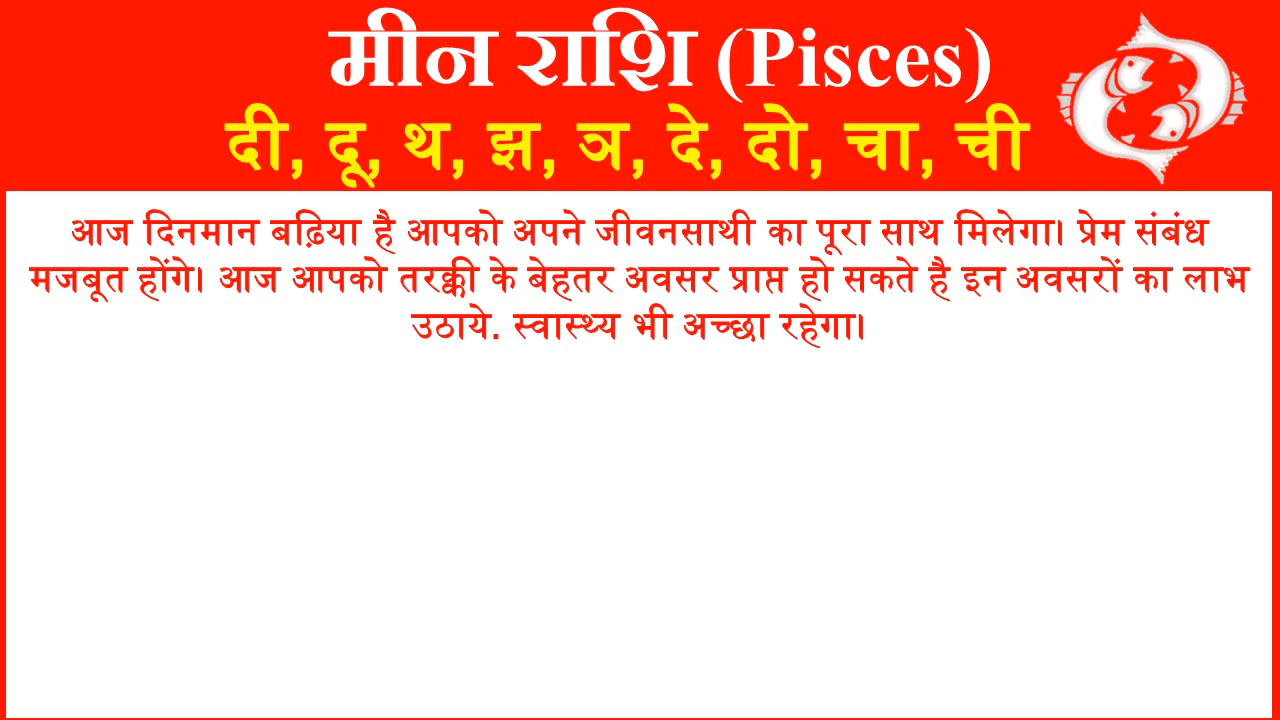 मीन राशि (Pisces)
दी, दू, थ, झ, ञ, दे, दो, चा, ची
आज दिनमान बढ़िया है आपको अपने जीवनसाथी का पूरा साथ मिलेगा। प्रेम संबंध
मजबूत होंगे। आज आपको तरक्की के बेहतर अवसर प्राप्त हो सकते है इन अवसरों का लाभ
उठाये. स्वास्थ्य भी अच्छा रहेगा।